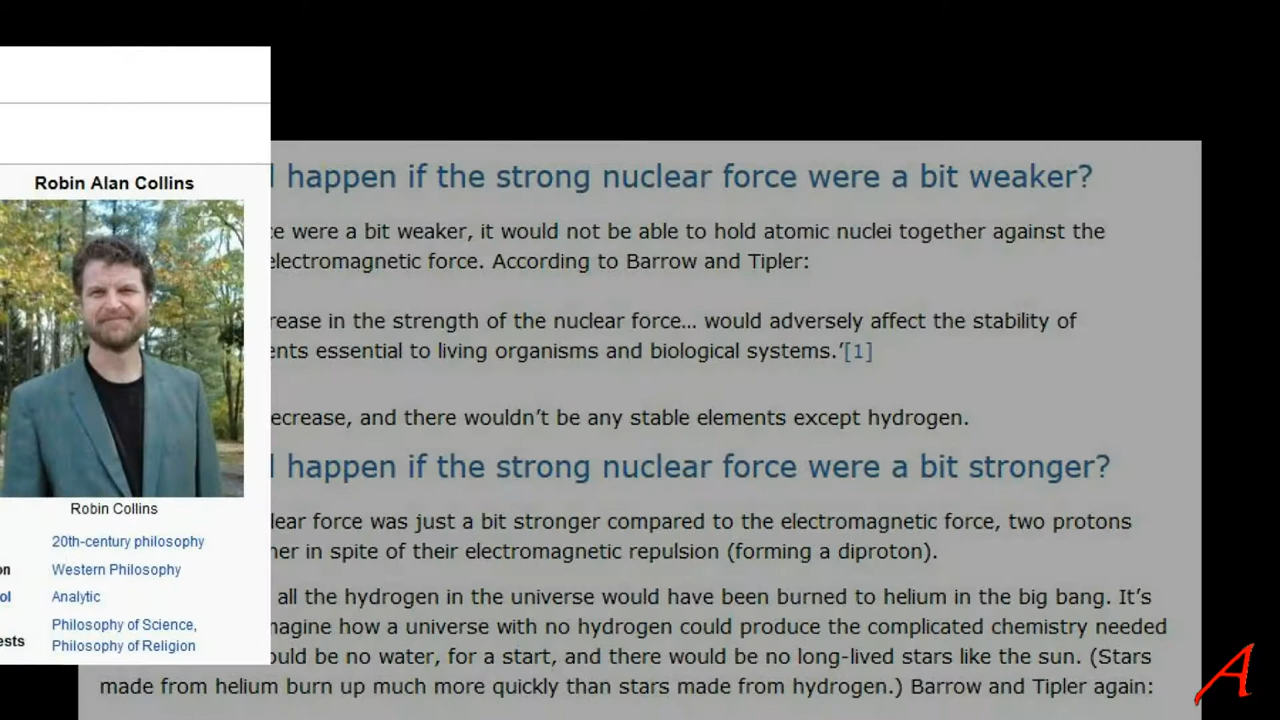 Robin Alan Collins
Robin Collins
20th-century philosophy
on Western Philosophy
ol Analytic
ests Philosophy of Science,
Philosophy of Religion
happen if the strong nuclear force were a bit weaker?
ce were a bit weaker, it would not be able to hold atomic nuclei together against the
electromagnetic force. According to Barrow and Tipler:
rease in the strength of the nuclear force... would adversely affect the stability of
ents essential to living organisms and biological systems.'[1]
ecrease, and there wouldn't be any stable elements except hydrogen.
happen if the strong nuclear force were a bit stronger?
lear force was just a bit stronger compared to the electromagnetic force, two protons
her in spite of their electromagnetic repulsion (forming a diproton).
all the hydrogen in the universe would have been burned to helium in the big bang. It's
magine how a universe with no hydrogen could produce the complicated chemistry needed
ould be no water, for a start, and there would be no long-lived stars like the sun. (Stars
made from helium burn up much more quickly than stars made from hydrogen.) Barrow and Tipler again:
A